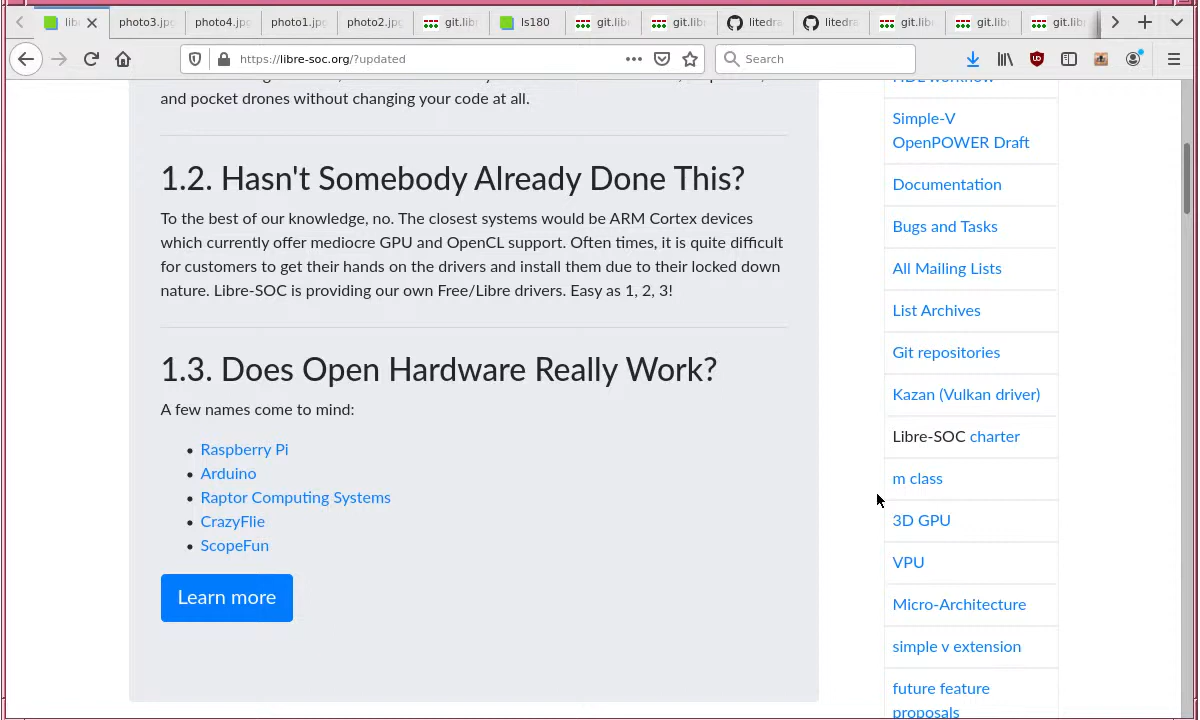 lib
photo3.jp
photo4.jp
photo1.jp
photo2.jp
git.lib
ls180
git.lib
git.lib
litedra
litedra
git.lib
git.lib
git.lib
https://libre-soc.org/?updated
Search
and pocket drones without changing your code at all.
1.2. Hasn't Somebody Already Done This?
To the best of our knowledge, no. The closest systems would be ARM Cortex devices
which currently offer mediocre GPU and OpenCL support. Often times, it is quite difficult
for customers to get their hands on the drivers and install them due to their locked down
nature. Libre-SOC is providing our own Free/Libre drivers. Easy as 1, 2, 3!
1.3. Does Open Hardware Really Work?
A few names come to mind:
Raspberry Pi
Arduino
Raptor Computing Systems
CrazyFlie
ScopeFun
Learn more
HDL workflow
Simple-V
OpenPOWER Draft
Documentation
Bugs and Tasks
All Mailing Lists
List Archives
Git repositories
Kazan (Vulkan driver)
Libre-SOC charter
m class
3D GPU
VPU
Micro-Architecture
simple v extension
future feature
proposals